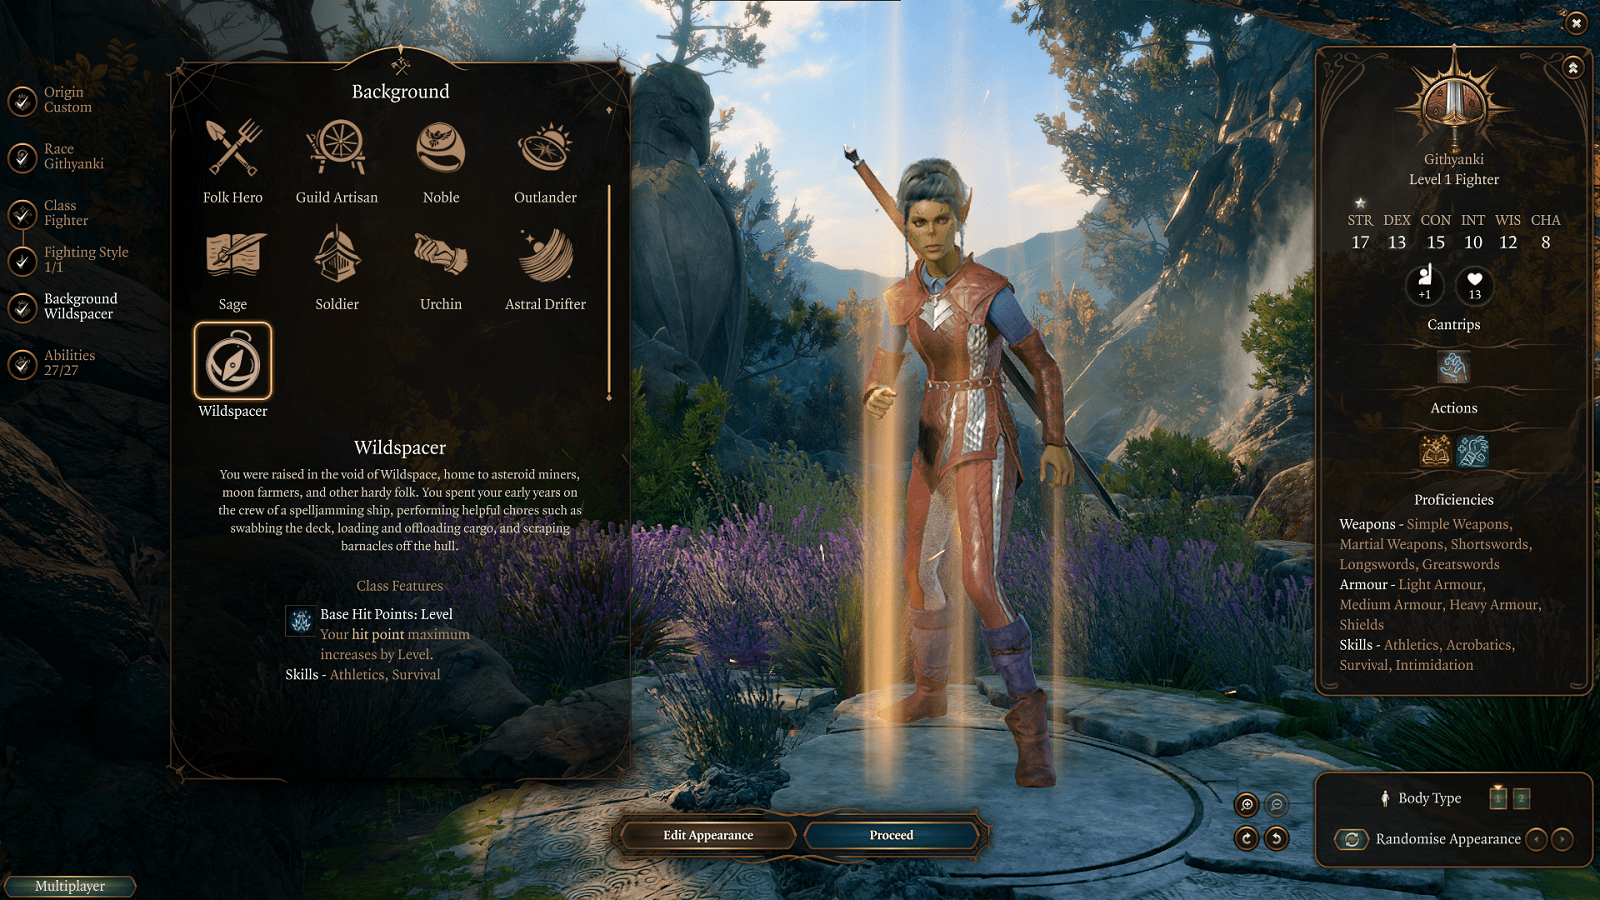 Origin
Custom
Race
Githyanki
Class
Fighter
Fighting Style
1/1
Background
Wildspacer
Abilities
27/27
Background
Folk Hero
Guild Artisan
Noble
Outlander
Sage
Soldier
Urchin
Astral Drifter
Wildspacer
Wildspacer
You were raised in the void of Wildspace, home to asteroid miners,
moon farmers, and other hardy folk. You spent your early years on
the crew of a spelljamming ship, performing helpful chores such as
swabbing the deck, loading and offloading cargo, and scraping
barnacles off the hull.
Class Features
Base Hit Points: Level
Your hit point maximum
increases by Level.
Skills - Athletics, Survival
Githyanki
Level 1 Fighter
STR DEX CON INT WIS CHA
17 13 15 10 12 8
+1 13
Cantrips
Actions
Proficiencies
Weapons - Simple Weapons,
Martial Weapons, Shortswords,
Longswords, Greatswords
Armour - Light Armour,
Medium Armour, Heavy Armour,
Shields
Skills - Athletics, Acrobatics,
Survival, Intimidation
Body Type 1 2
Randomise Appearance
Edit Appearance
Proceed
Multiplayer